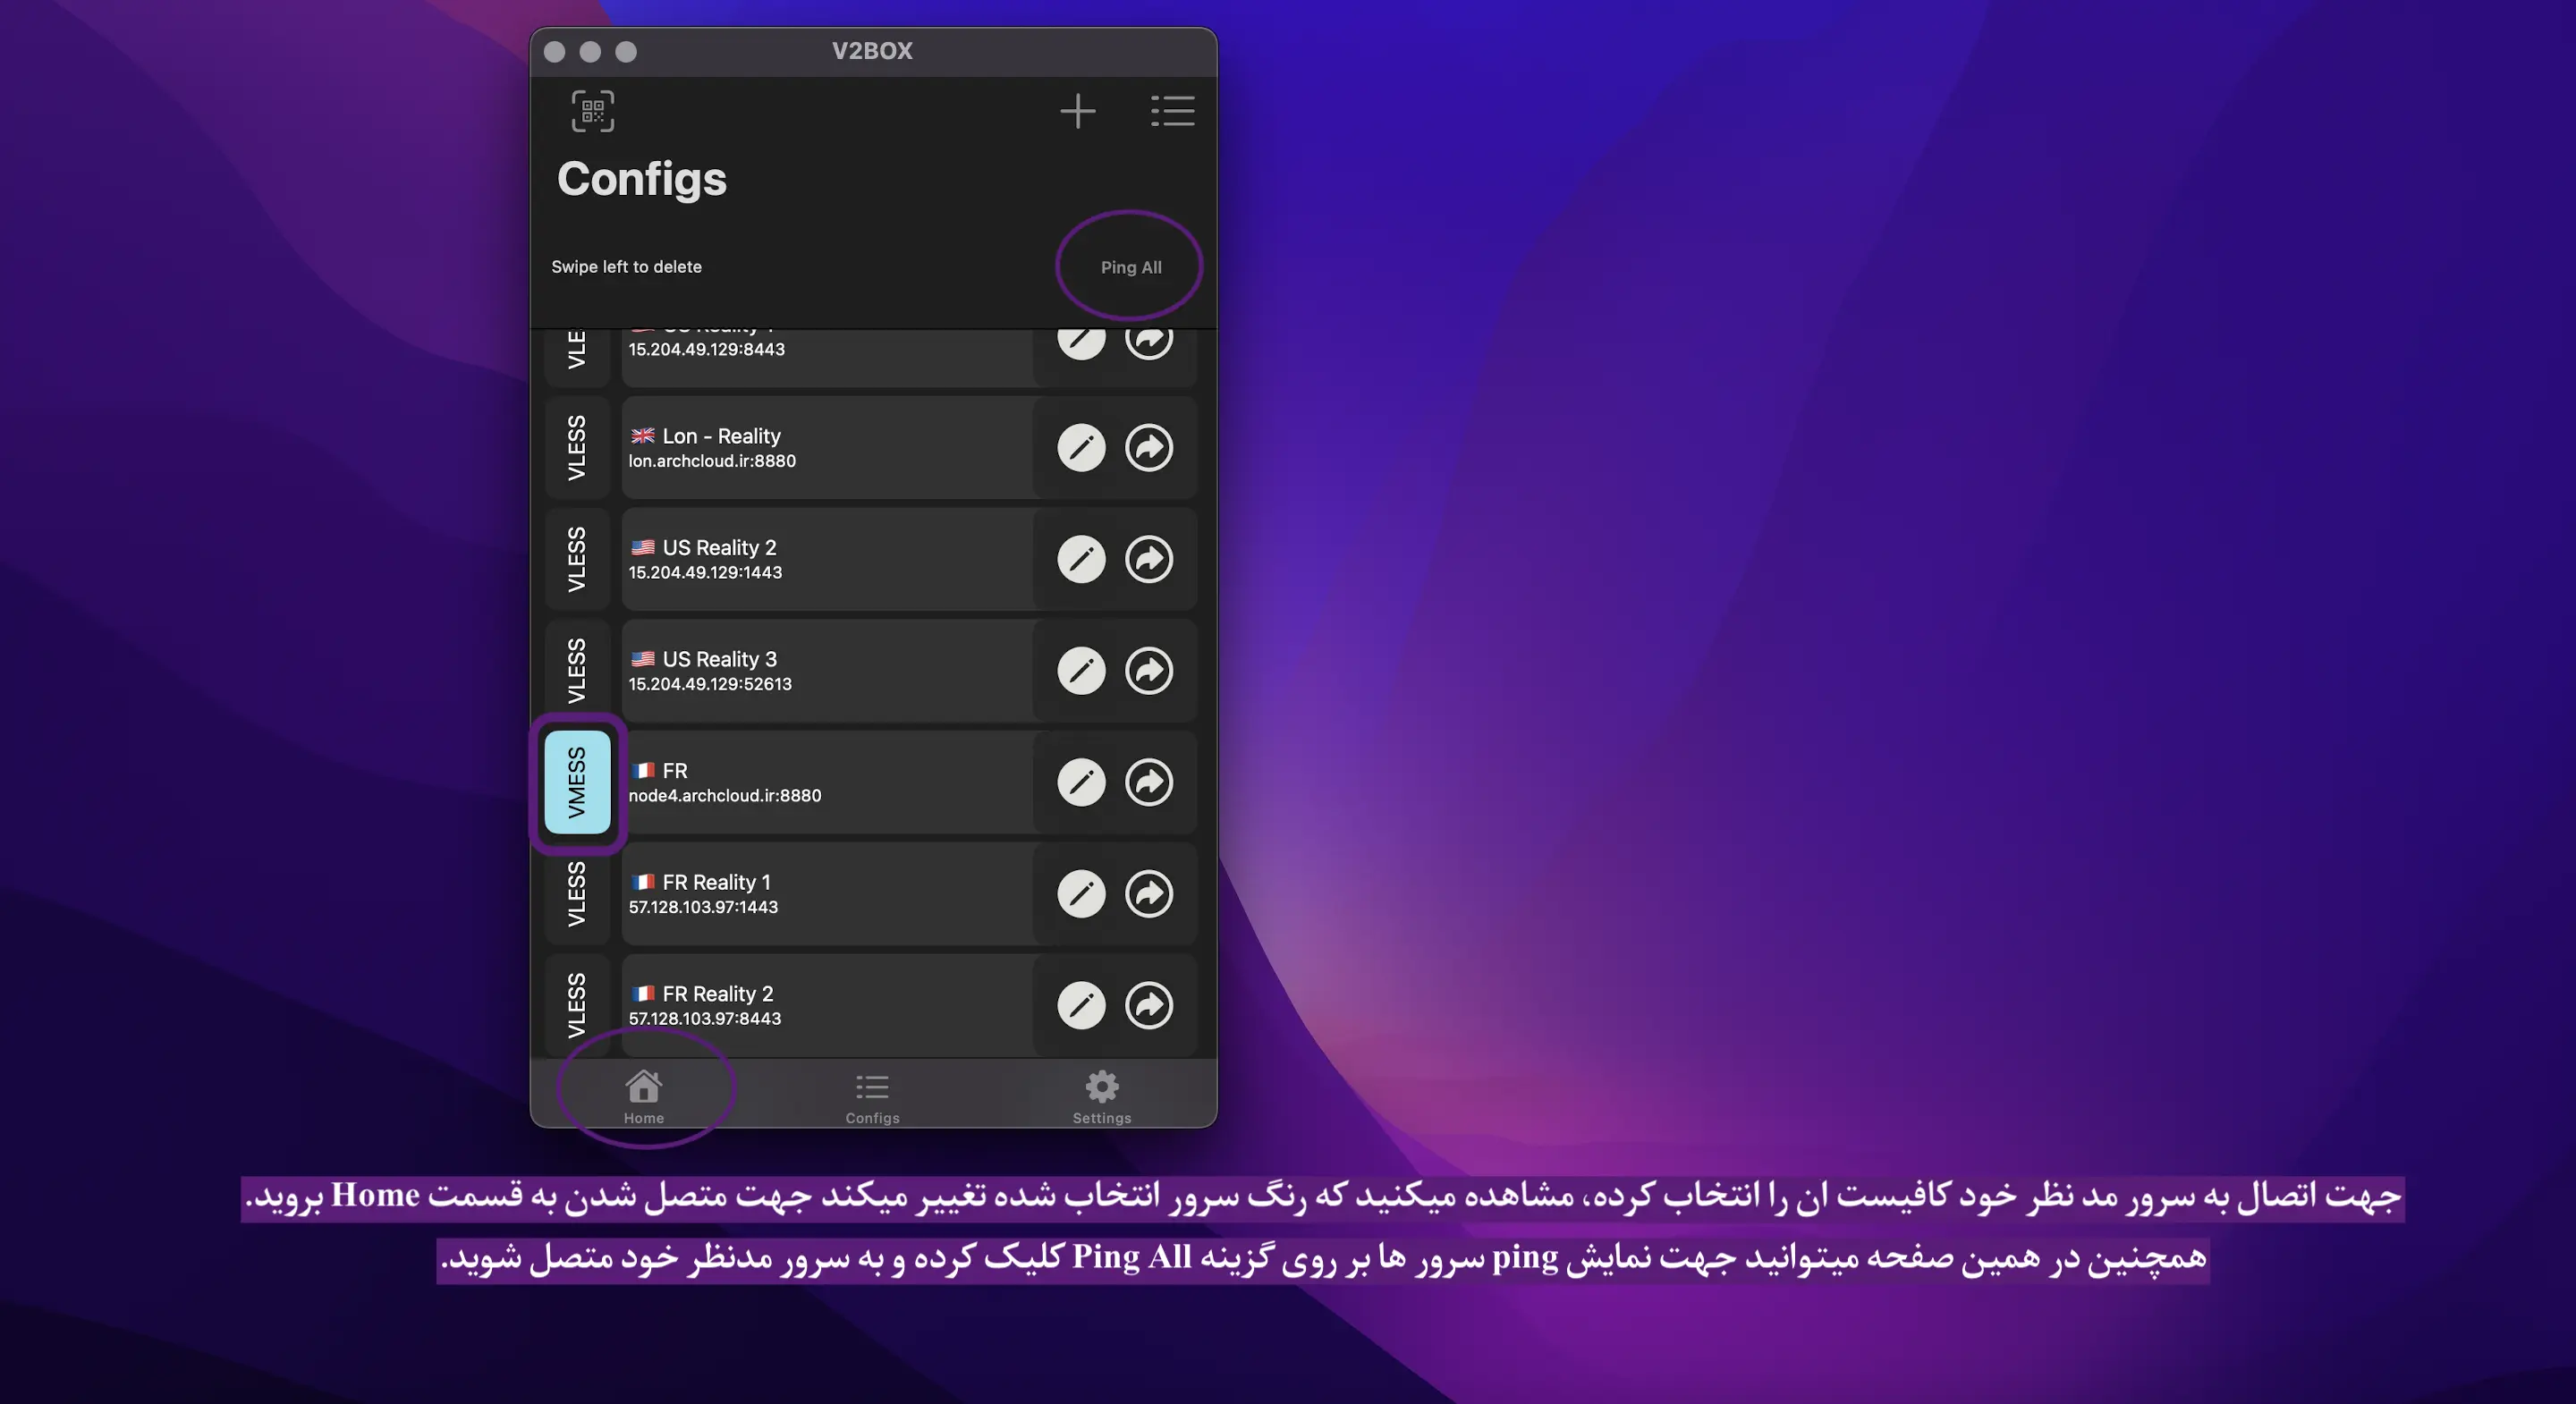 V2BOX
Configs
Swipe left to delete
Ping All
VLE
15.204.49.129:8443
VLESS
🇬🇧 Lon - Reality
lon.archcloud.ir:8880
VLESS
🇺🇸 US Reality 2
15.204.49.129:1443
VLESS
🇺🇸 US Reality 3
15.204.49.129:52613
VMESS
🇫🇷 FR
node4.archcloud.ir:8880
VLESS
🇫🇷 FR Reality 1
57.128.103.97:1443
VLESS
🇫🇷 FR Reality 2
57.128.103.97:8443
Home
Configs
Settings
جهت اتصال به سرور مد نظر خود کافیست ان را انتخاب کرده، مشاهده میکنید که رنگ سرور انتخاب شده تغییر میکند جهت متصل شدن به قسمت Home بروید.
همچنین در همین صفحه میتوانید جهت نمایش ping سرور ها بر روی گزینه Ping All کلیک کرده و به سرور مدنظر خود متصل شوید.